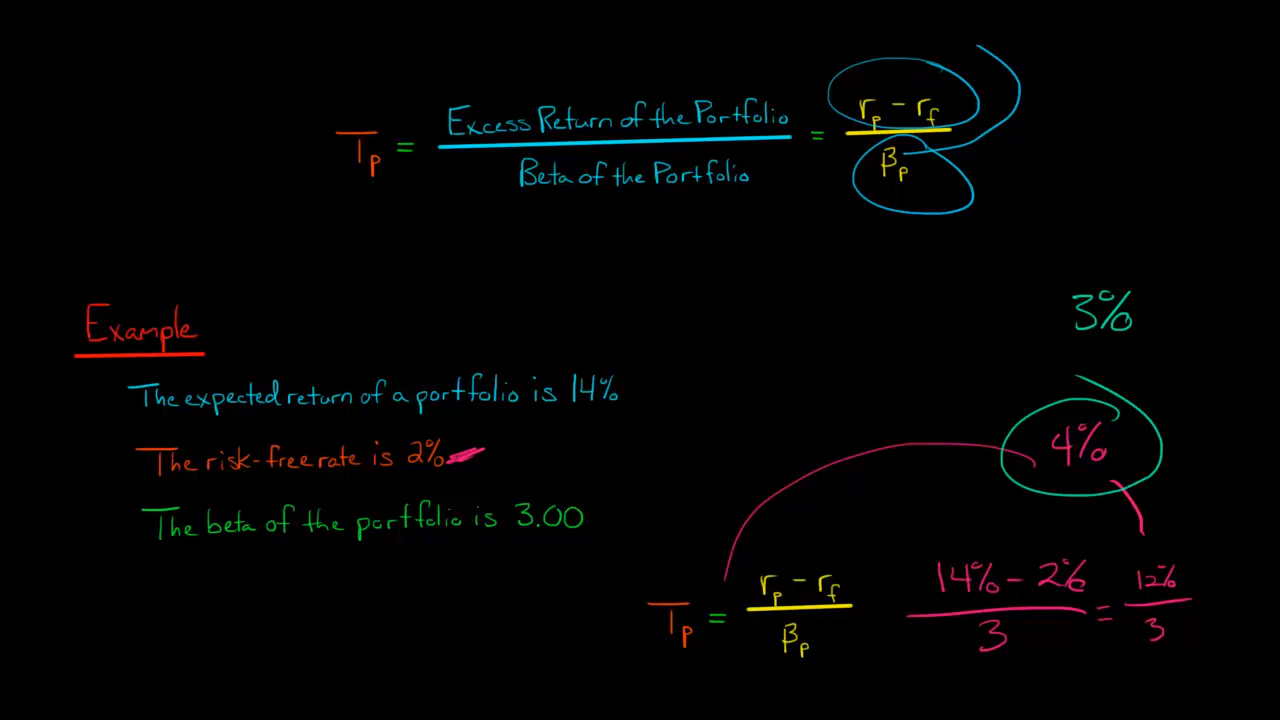 Tp = Excess Return of the Portfolio / Beta of the Portfolio = rp − rf / βp
Example
The expected return of a portfolio is 14%
The risk-free rate is 2%
The beta of the portfolio is 3.00
3%
4%
Tp = rp − rf / βp
14% − 2% / 3 = 12% / 3